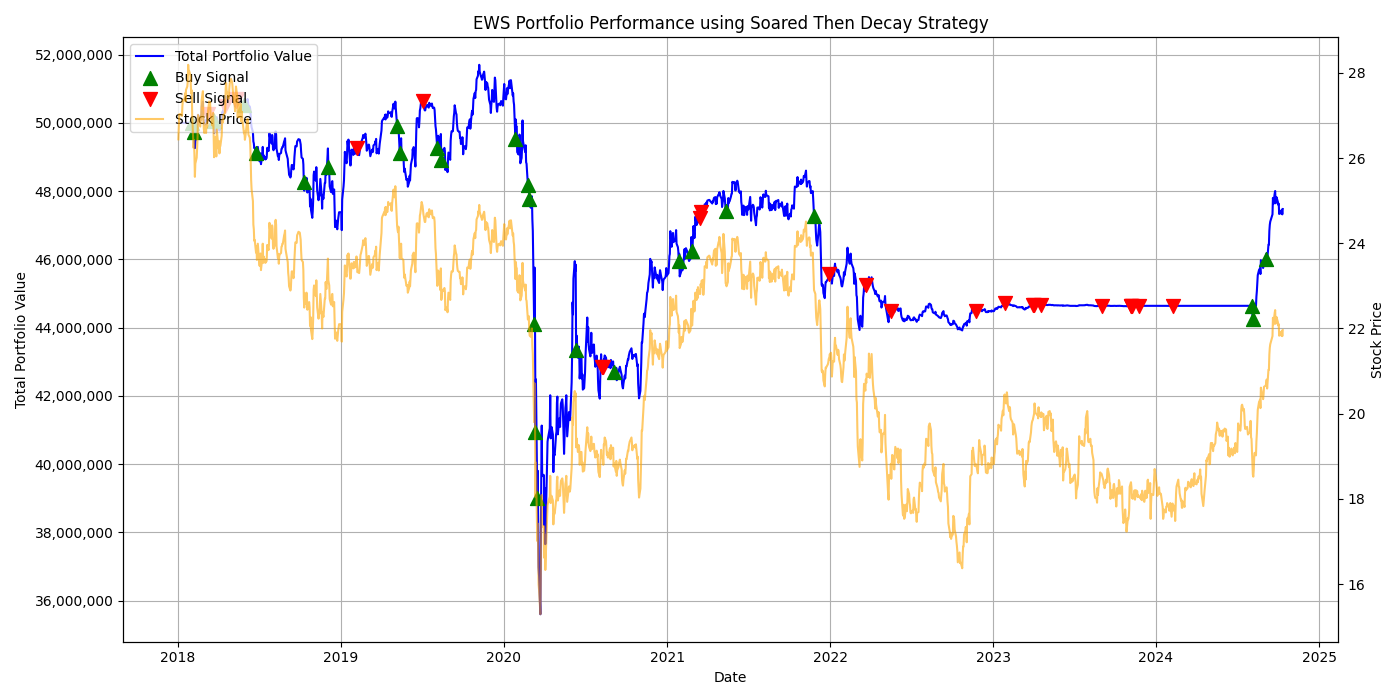 EWS Portfolio Performance using Soared Then Decay Strategy
Total Portfolio Value
Buy Signal
Sell Signal
Stock Price
52,000,000
50,000,000
48,000,000
46,000,000
44,000,000
42,000,000
40,000,000
38,000,000
36,000,000
Total Portfolio Value
28
26
24
22
20
18
16
Stock Price
2018 2019 2020 2021 2022 2023 2024 2025
Date